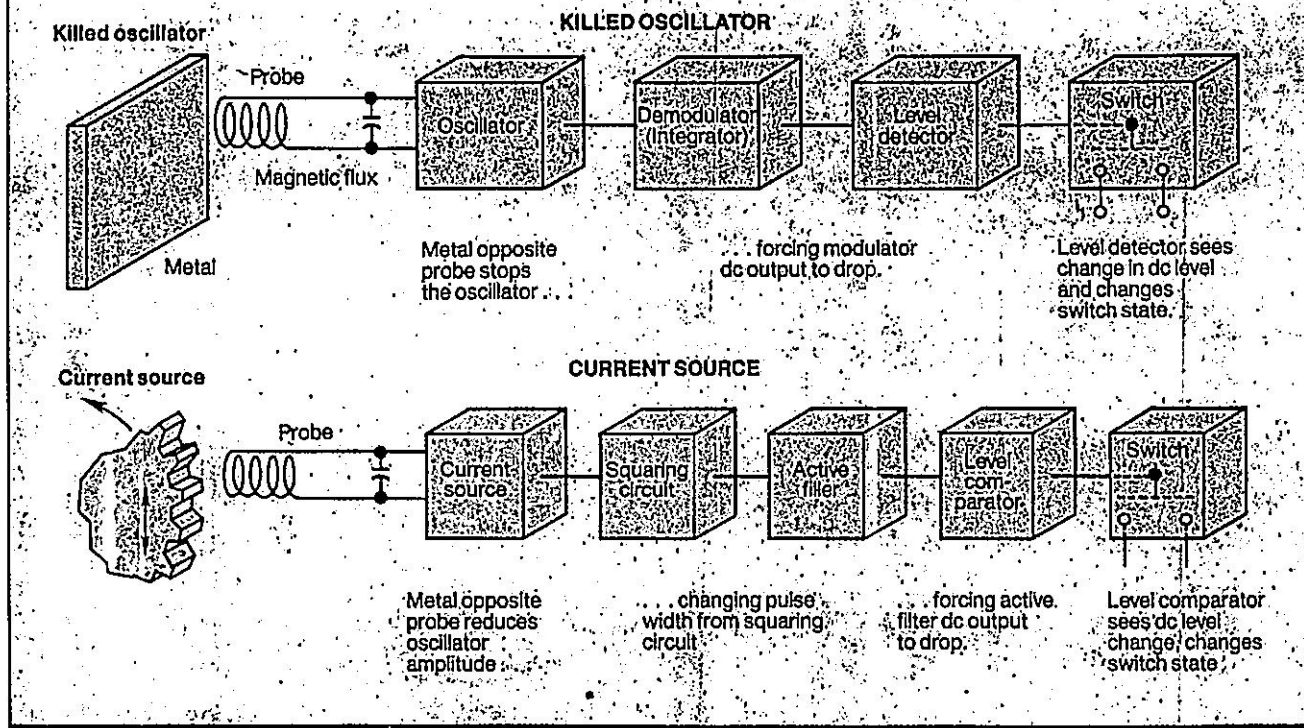 KILLED OSCILLATOR
Killed oscillator
Probe
Oscillator
Demodulator
(Integrator)
Level
detector
Switch
Magnetic flux
Metal
Metal opposite
probe stops
the oscillator . . .
. . . forcing modulator
dc output to drop.
Level detector sees
change in dc level
and changes
switch state.
CURRENT SOURCE
Current source
Probe
Current
source
Squaring
circuit
Active
filler
Level
com
parator
Switch
Metal opposite
probe reduces
oscillator
amplitude . . .
. . . changing pulse
width from squaring
circuit
. . . forcing active
filter dc output
to drop.
Level comparator
sees dc level
change, changes
switch state